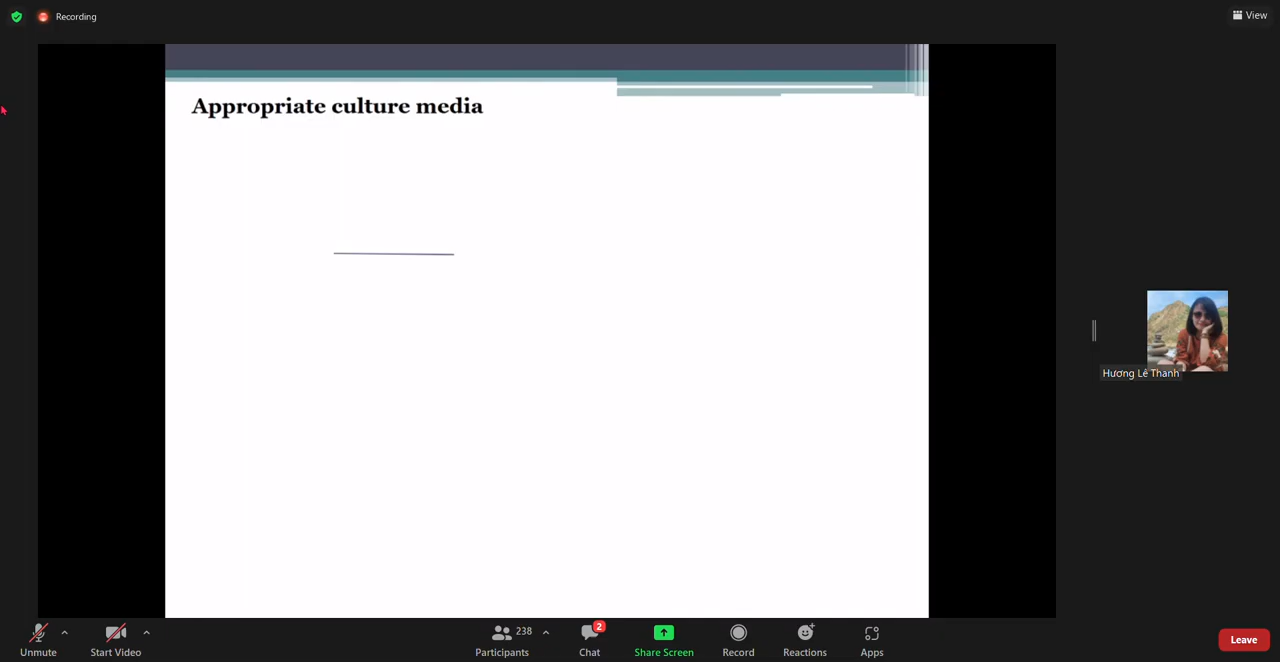 Recording
View
Appropriate culture media
Hương Lê Thanh
238
2
Unmute
Start Video
Participants
Chat
Share Screen
Record
Reactions
Apps
Leave